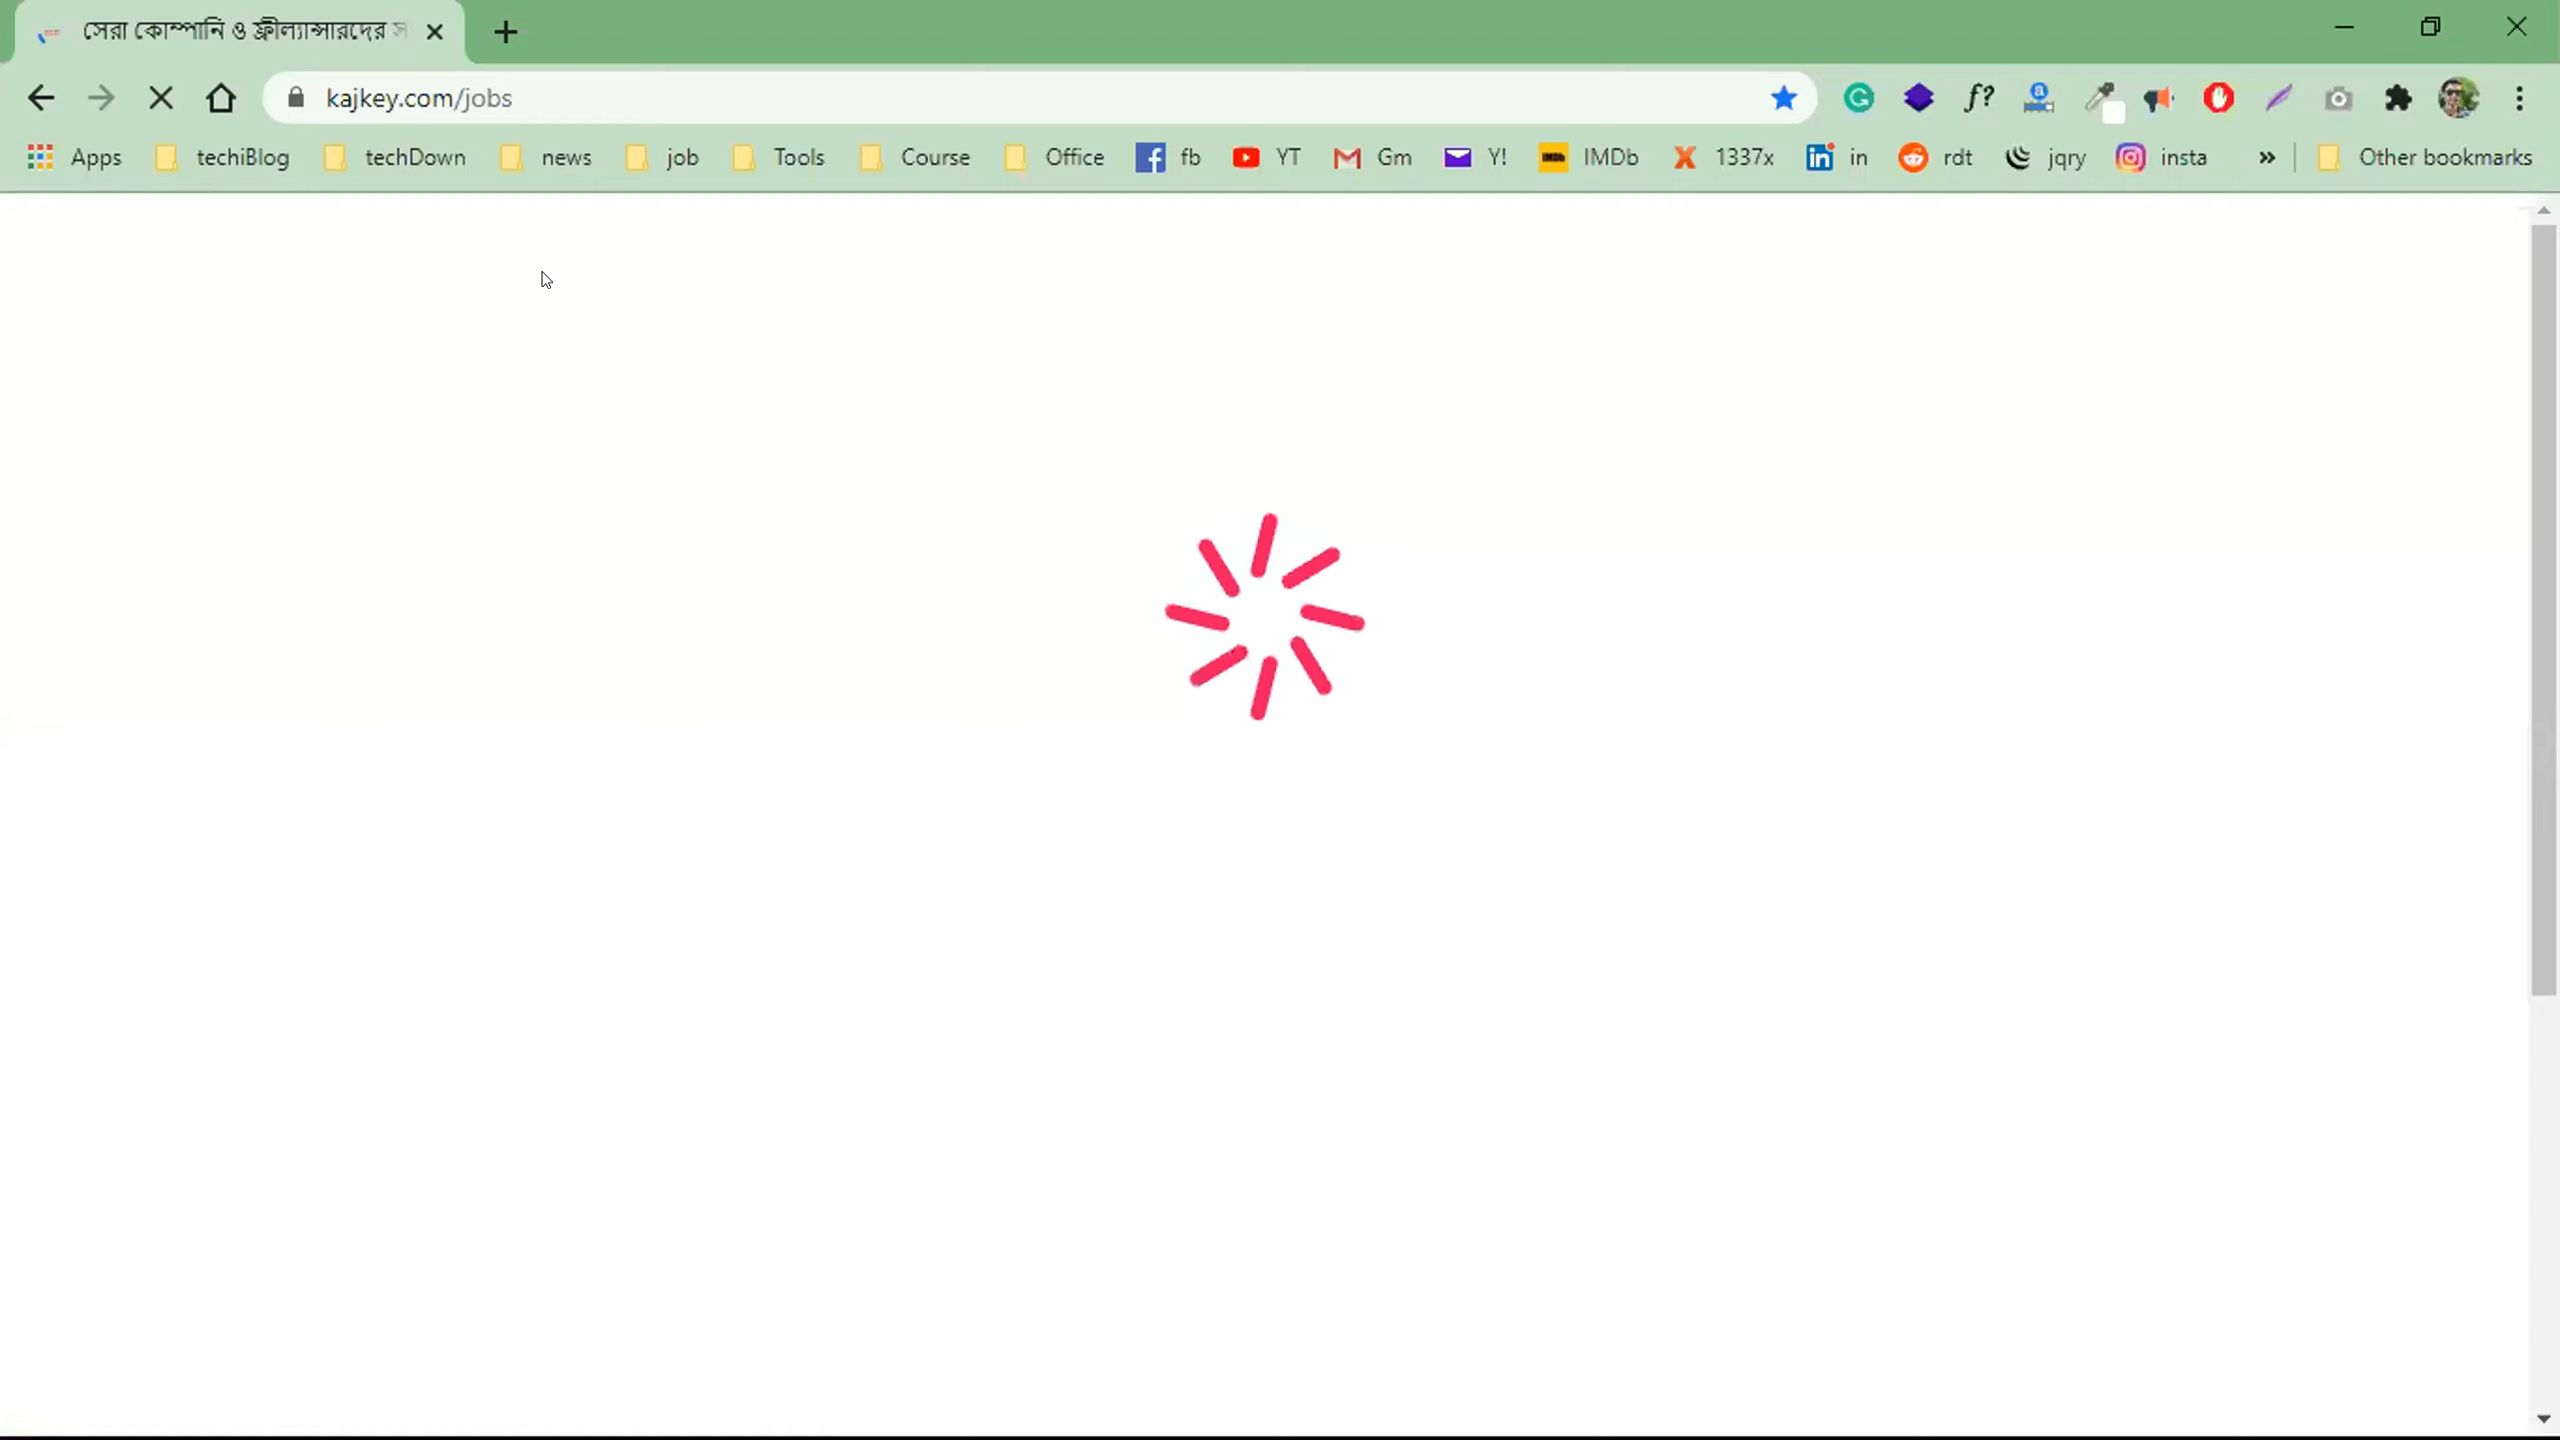 সেরা কোম্পানি ও ফ্রীল্যান্সারদের
kajkey.com/jobs
Apps techiBlog techDown news job Tools Course Office fb YT Gm Y! IMDb 1337x in rdt jqry insta » Other bookmarks